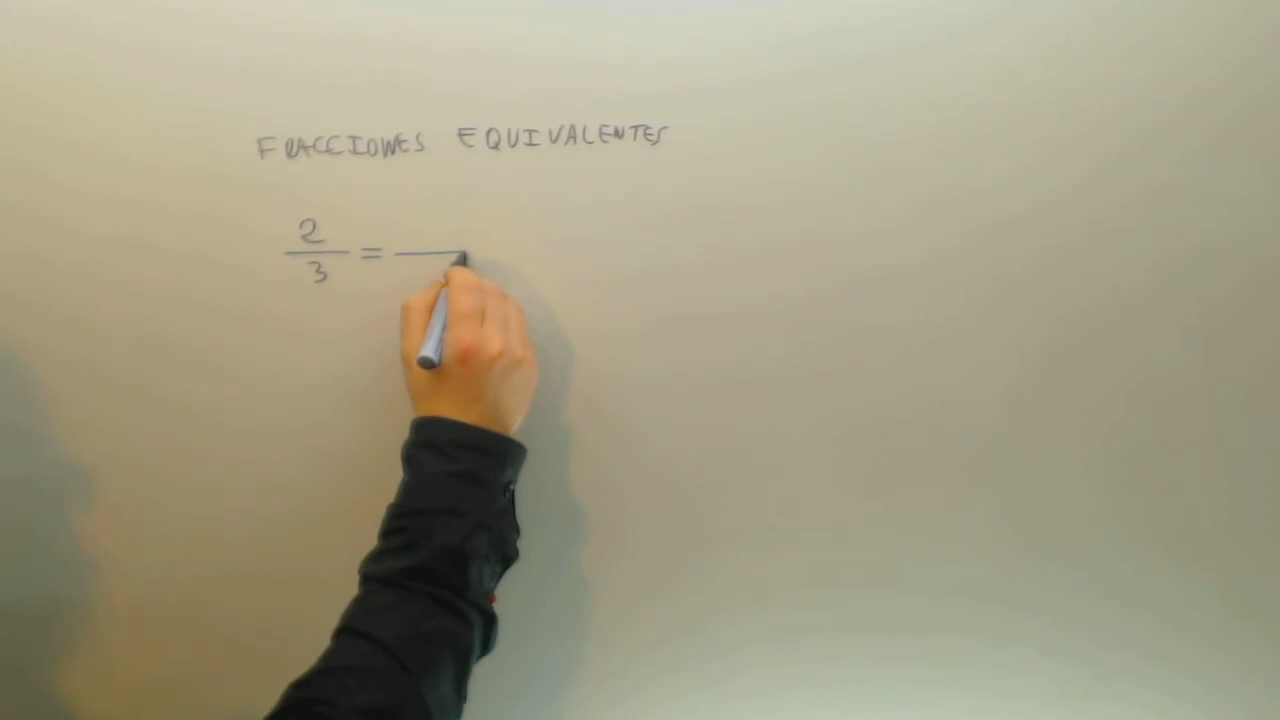 FRACCIONES EQUIVALENTES
2/3 =